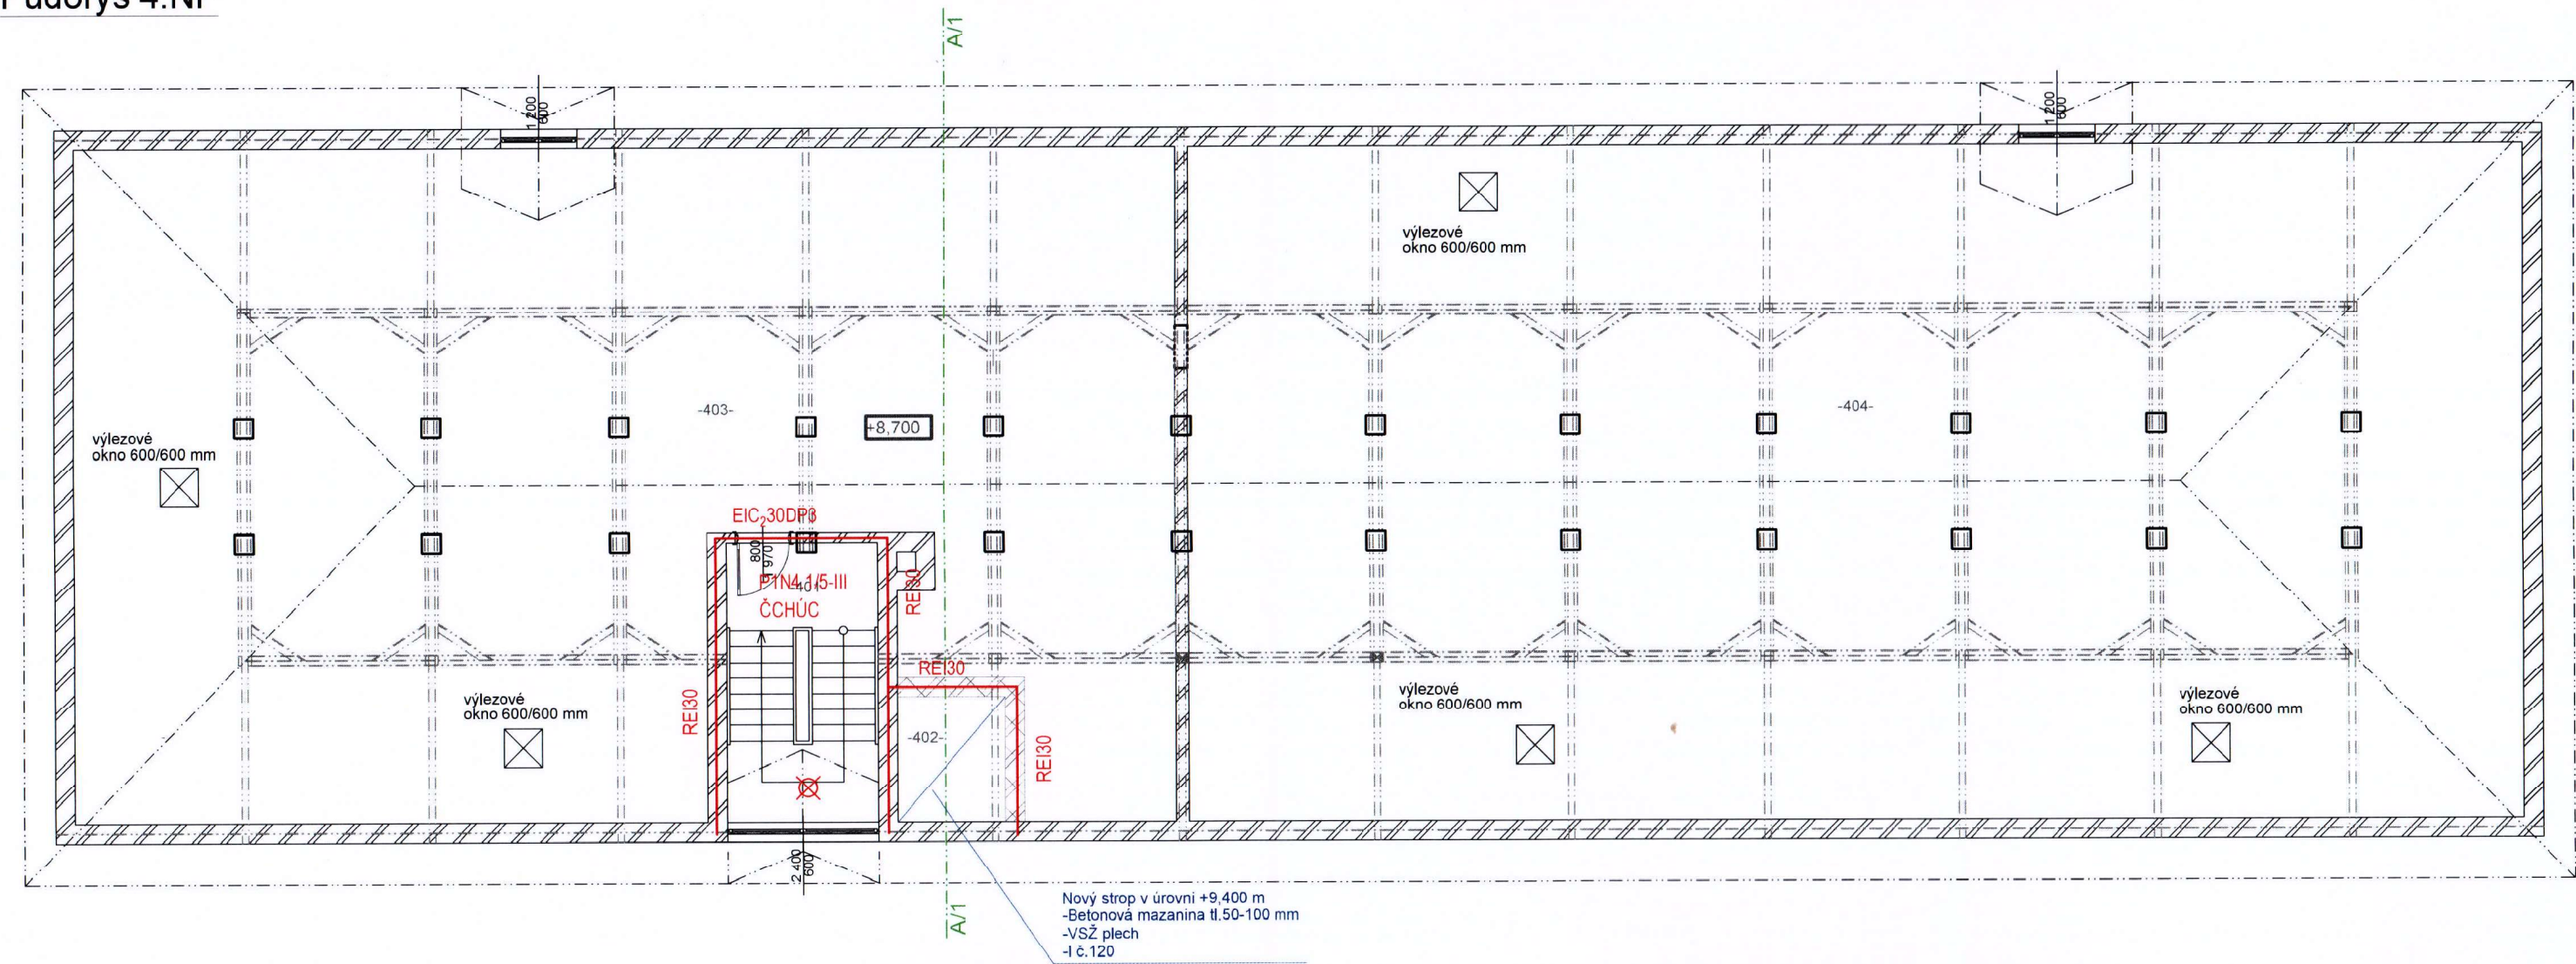 Půdorys 4.NP
A/1
1 200
600
1 200
600
výlezové
okno 600/600 mm
-403-
+8,700
-404-
výlezové
okno 600/600 mm
EIC₂30DP3
800
1 970
P1N4.1/5-III
-401-
ČCHÚC
REI30
REI30
REI30
REI30
-402-
výlezové
okno 600/600 mm
výlezové
okno 600/600 mm
výlezové
okno 600/600 mm
2 400
600
A/1
Nový strop v úrovni +9,400 m
-Betonová mazanina tl.50-100 mm
-VSŽ plech
-I č.120